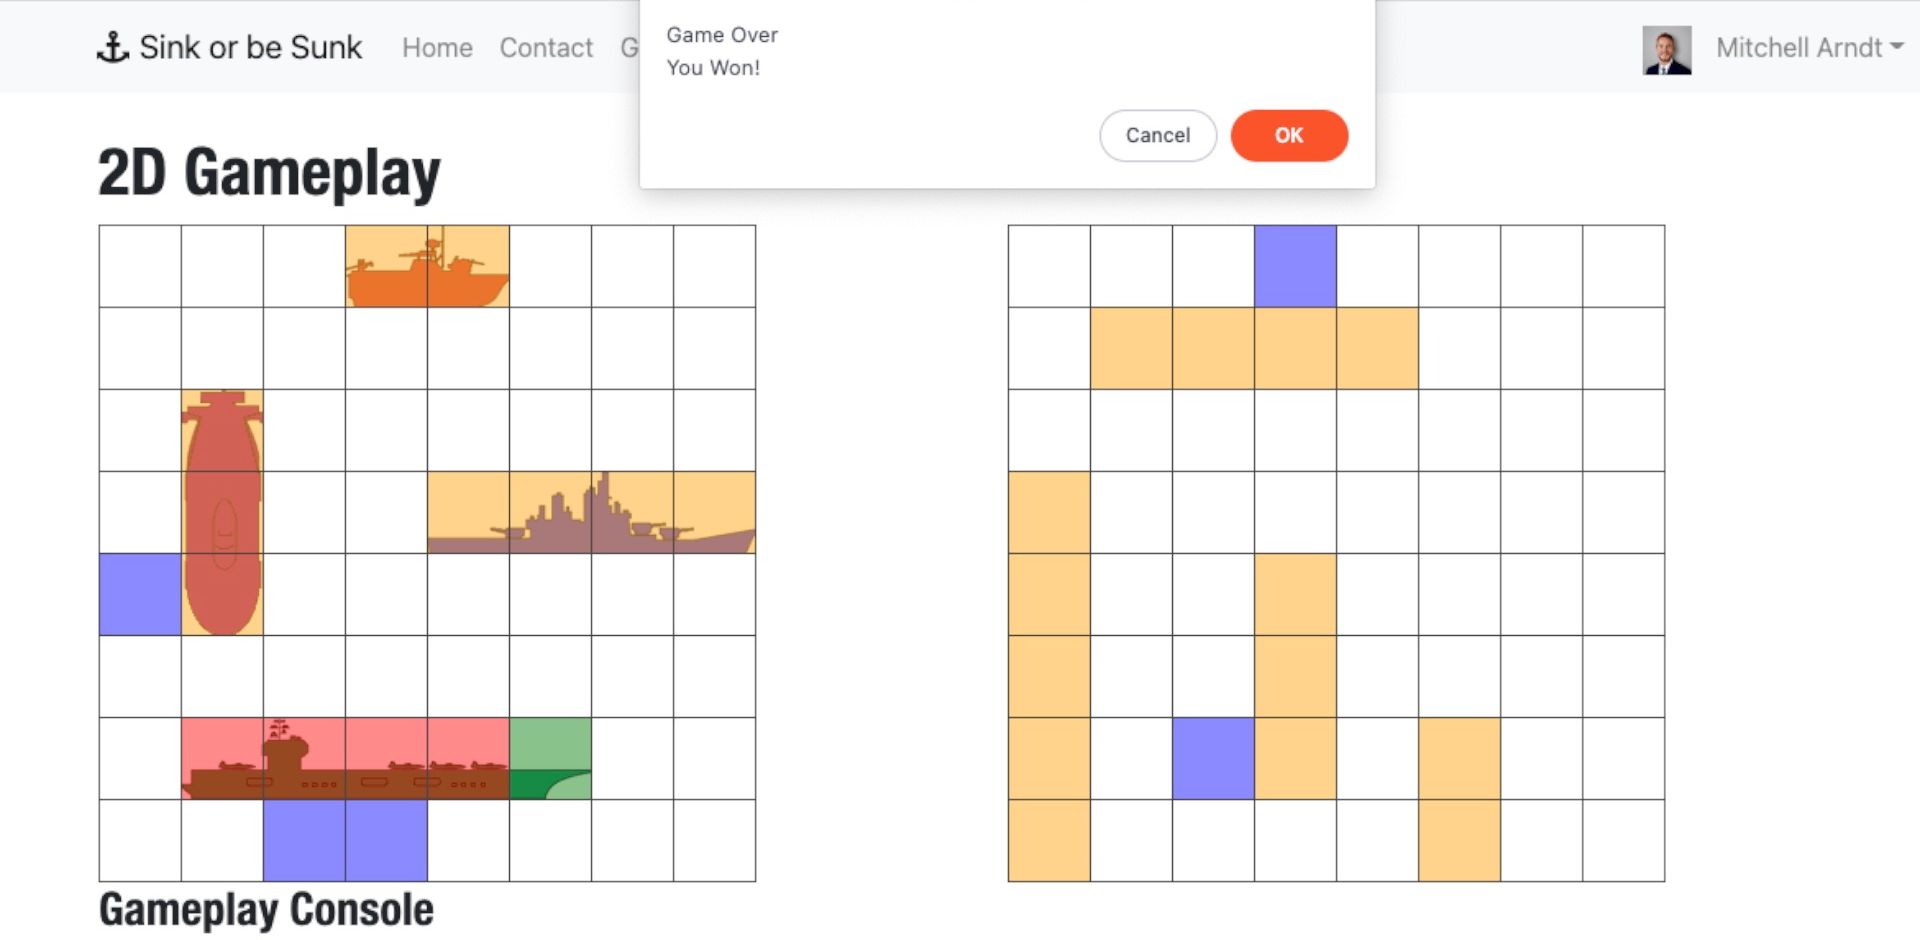 Sink or be Sunk Home Contact G Mitchell Arndt
Game Over
You Won!
Cancel OK
2D Gameplay
Gameplay Console